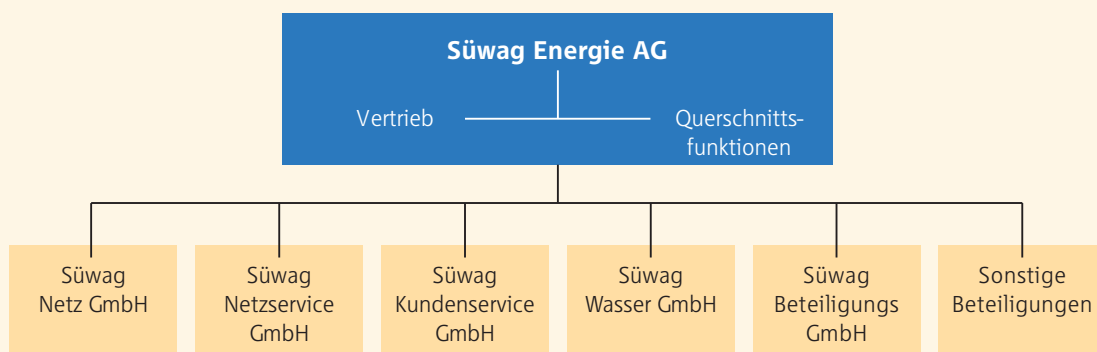 Süwag Energie AG
Vertrieb
Querschnitts-
funktionen
Süwag
Netz GmbH
Süwag
Netzservice
GmbH
Süwag
Kundenservice
GmbH
Süwag
Wasser GmbH
Süwag
Beteiligungs
GmbH
Sonstige
Beteiligungen